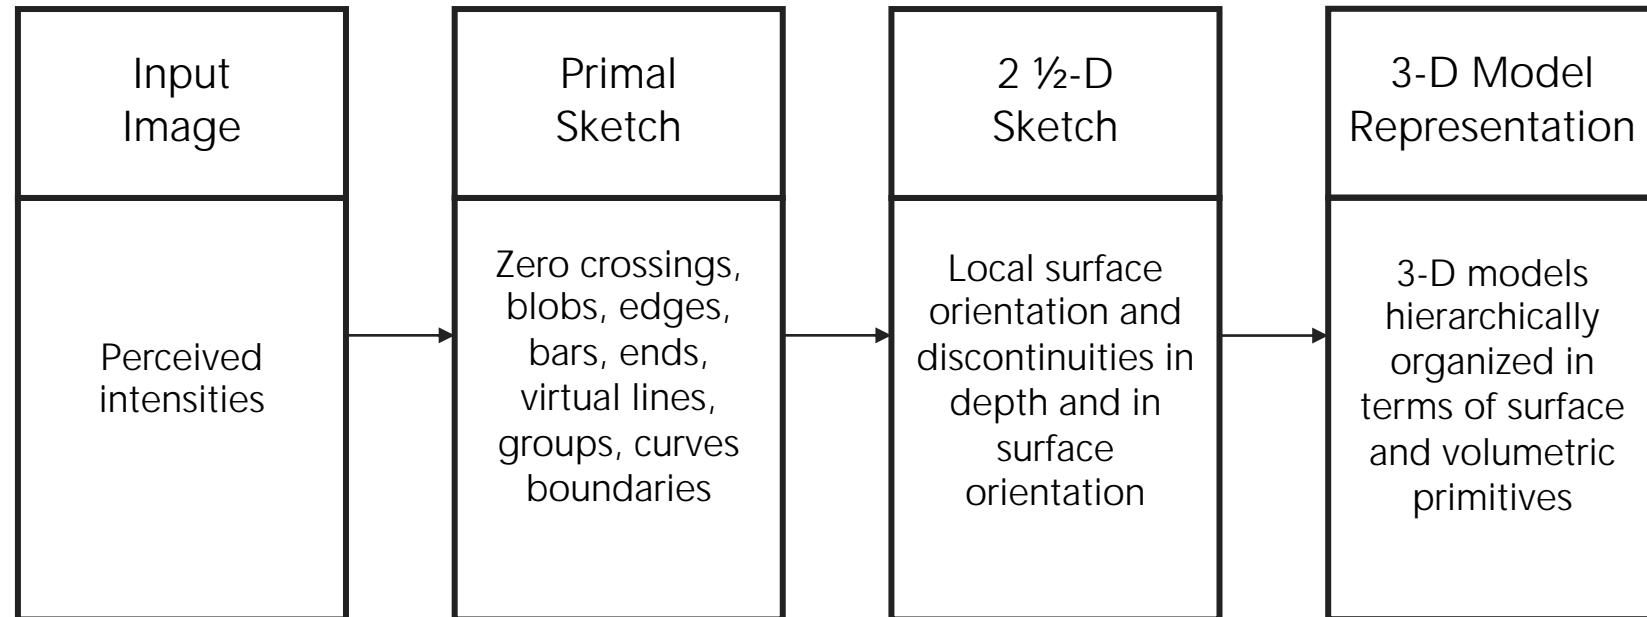 Input
Image
Perceived
intensities
Primal
Sketch
Zero crossings,
blobs, edges,
bars, ends,
virtual lines,
groups, curves
boundaries
2 ½-D
Sketch
Local surface
orientation and
discontinuities in
depth and in
surface
orientation
3-D Model
Representation
3-D models
hierarchically
organized in
terms of surface
and volumetric
primitives